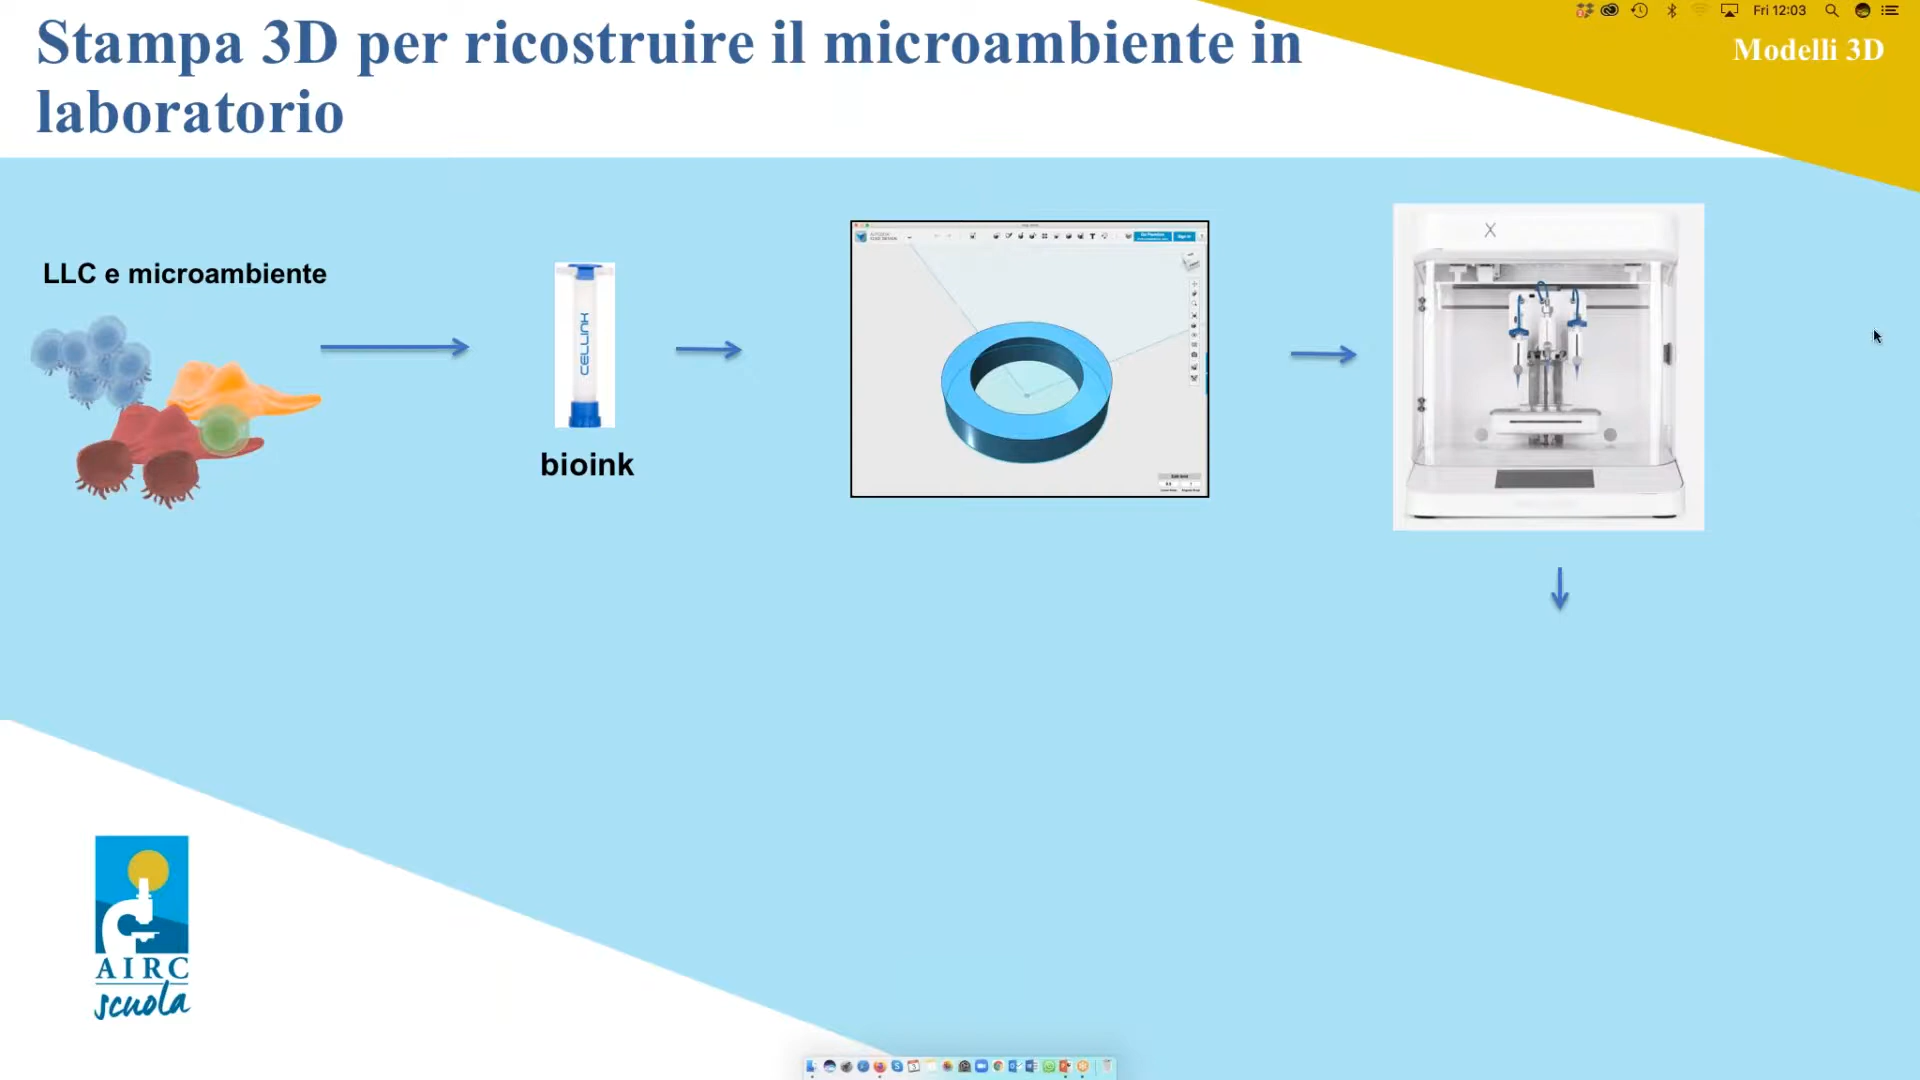 Fri 12:03
Stampa 3D per ricostruire il microambiente in
laboratorio
Modelli 3D
LLC e microambiente
CELLINK
bioink
X
AIRC
scuola